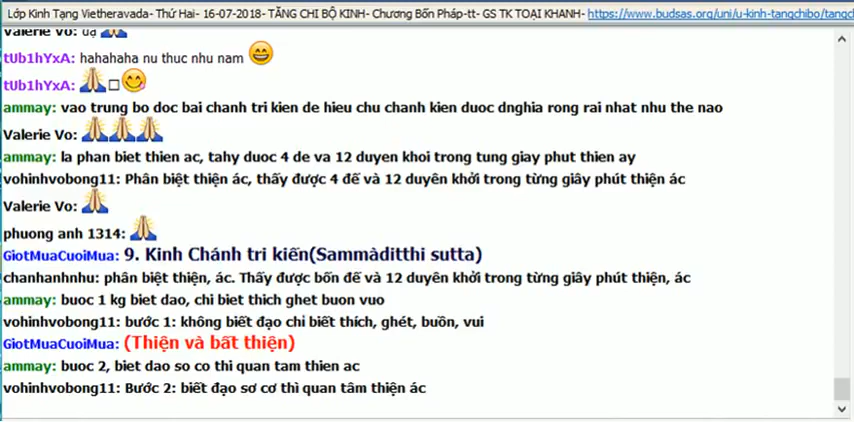 Lớp Kinh Tạng Vietheravada- Thứ Hai- 16-07-2018- TĂNG CHI BỘ KINH- Chương Bốn Pháp-tt- GS TK TOẠI KHANH- https://www.budsas.org/uni/u-kinh-tangchibo/tangc
Valerie Vo: dạ
tUb1hYxA: hahahaha nu thuc nhu nam
tUb1hYxA:
ammay: vao trung bo doc bai chanh tri kien de hieu chu chanh kien duoc dnghia rong rai nhat nhu the nao
Valerie Vo:
ammay: la phan biet thien ac, tahy duoc 4 de va 12 duyen khoi trong tung giay phut thien ay
vohinhvobong11: Phân biệt thiện ác, thấy được 4 đế và 12 duyên khởi trong từng giây phút thiện ác
Valerie Vo:
phuong anh 1314:
GiotMuaCuoiMua: 9. Kinh Chánh tri kiến(Sammàditthi sutta)
chanhanhnhu: phân biệt thiện, ác. Thấy được bốn đế và 12 duyên khởi trong từng giây phút thiện, ác
ammay: buoc 1 kg biet dao, chi biet thich ghet buon vuo
vohinhvobong11: bước 1: không biết đạo chỉ biết thích, ghét, buồn, vui
GiotMuaCuoiMua: (Thiện và bất thiện)
ammay: buoc 2, biet dao so co thi quan tam thien ac
vohinhvobong11: Bước 2: biết đạo sơ cơ thì quan tâm thiện ác